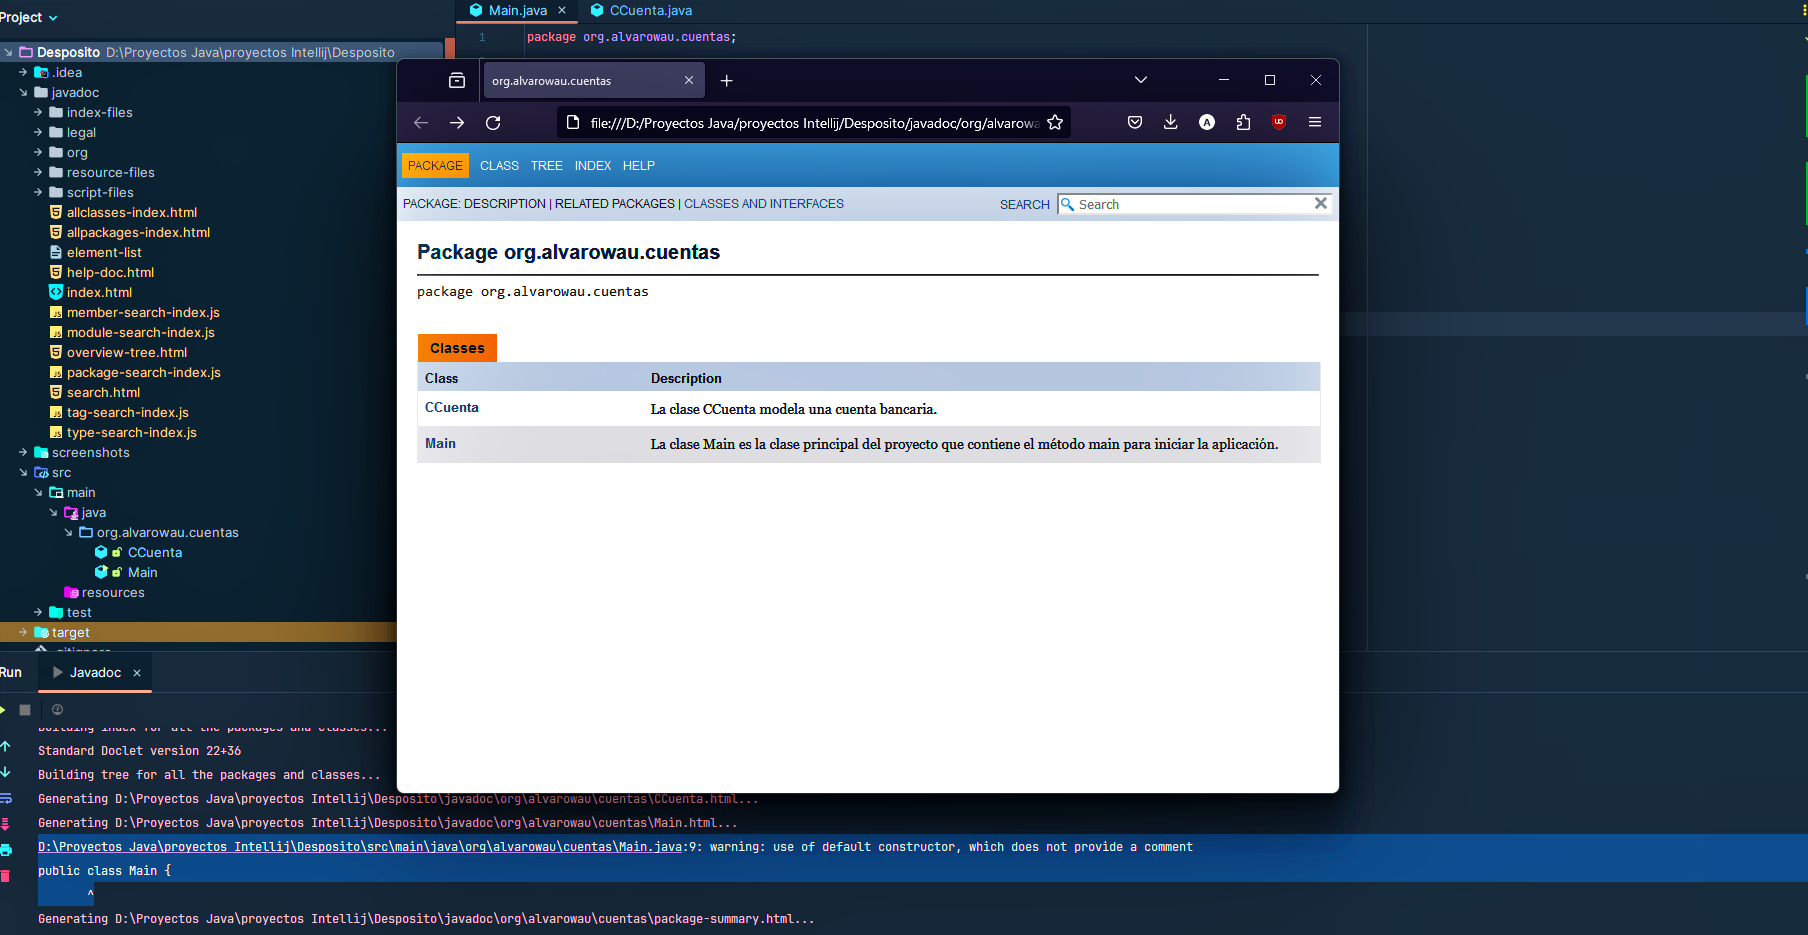 Project
Main.java
CCuenta.java
Desposito D:\Proyectos Java\proyectos Intellij\Desposito
.idea
javadoc
index-files
legal
org
resource-files
script-files
allclasses-index.html
allpackages-index.html
element-list
help-doc.html
index.html
member-search-index.js
module-search-index.js
overview-tree.html
package-search-index.js
search.html
tag-search-index.js
type-search-index.js
screenshots
src
main
java
org.alvarowau.cuentas
CCuenta
Main
resources
test
target
.gitignore
1 package org.alvarowau.cuentas;
org.alvarowau.cuentas
file:///D:/Proyectos Java/proyectos Intellij/Desposito/javadoc/org/alvarowa
PACKAGE CLASS TREE INDEX HELP
PACKAGE: DESCRIPTION | RELATED PACKAGES | CLASSES AND INTERFACES
SEARCH Search
Package org.alvarowau.cuentas
package org.alvarowau.cuentas
Classes
Class Description
CCuenta La clase CCuenta modela una cuenta bancaria.
Main La clase Main es la clase principal del proyecto que contiene el método main para iniciar la aplicación.
Run Javadoc
Building index for all the packages and classes...
Standard Doclet version 22+36
Building tree for all the packages and classes...
Generating D:\Proyectos Java\proyectos Intellij\Desposito\javadoc\org\alvarowau\cuentas\CCuenta.html...
Generating D:\Proyectos Java\proyectos Intellij\Desposito\javadoc\org\alvarowau\cuentas\Main.html...
D:\Proyectos Java\proyectos Intellij\Desposito\src\main\java\org\alvarowau\cuentas\Main.java:9: warning: use of default constructor, which does not provide a comment
public class Main {
^
Generating D:\Proyectos Java\proyectos Intellij\Desposito\javadoc\org\alvarowau\cuentas\package-summary.html...